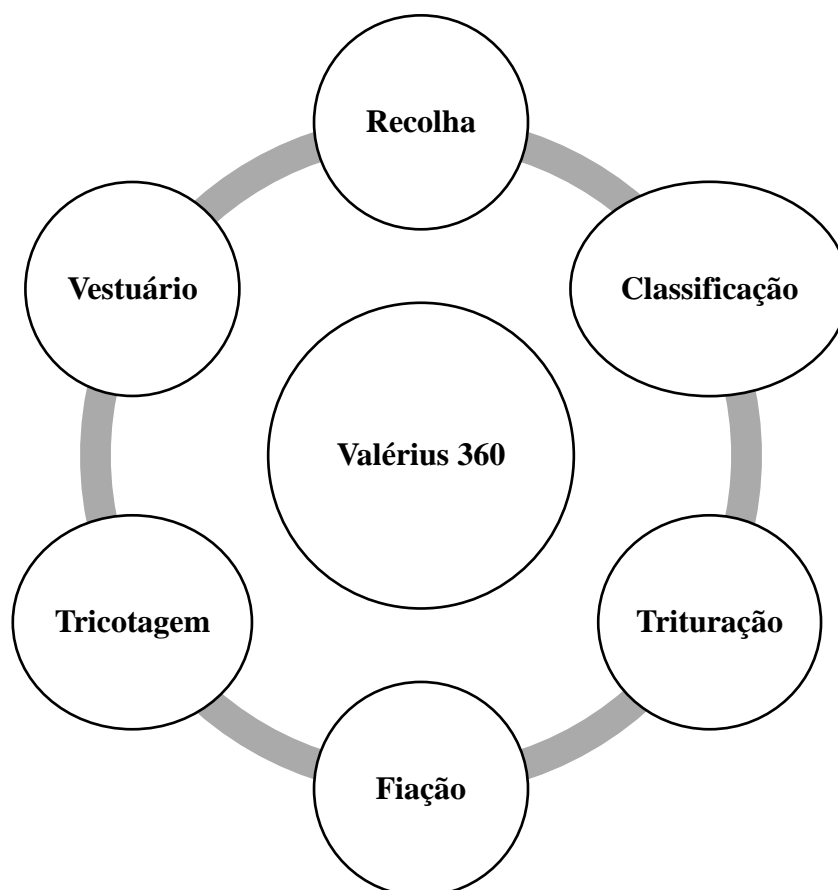 Recolha
Classificação
Vestuário
Valérius 360
Trituração
Tricotagem
Fiação